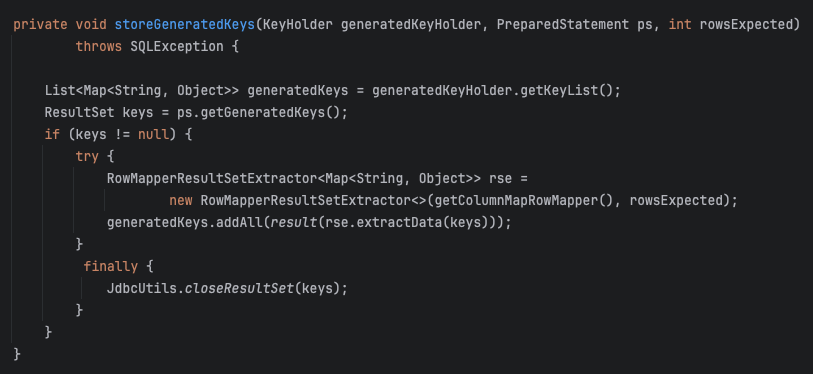 private void storeGeneratedKeys(KeyHolder generatedKeyHolder, PreparedStatement ps, int rowsExpected)
        throws SQLException {

    List<Map<String, Object>> generatedKeys = generatedKeyHolder.getKeyList();
    ResultSet keys = ps.getGeneratedKeys();
    if (keys != null) {
        try {
            RowMapperResultSetExtractor<Map<String, Object>> rse =
                    new RowMapperResultSetExtractor<>(getColumnMapRowMapper(), rowsExpected);
            generatedKeys.addAll(result(rse.extractData(keys)));
        }
         finally {
            JdbcUtils.closeResultSet(keys);
        }
    }
}